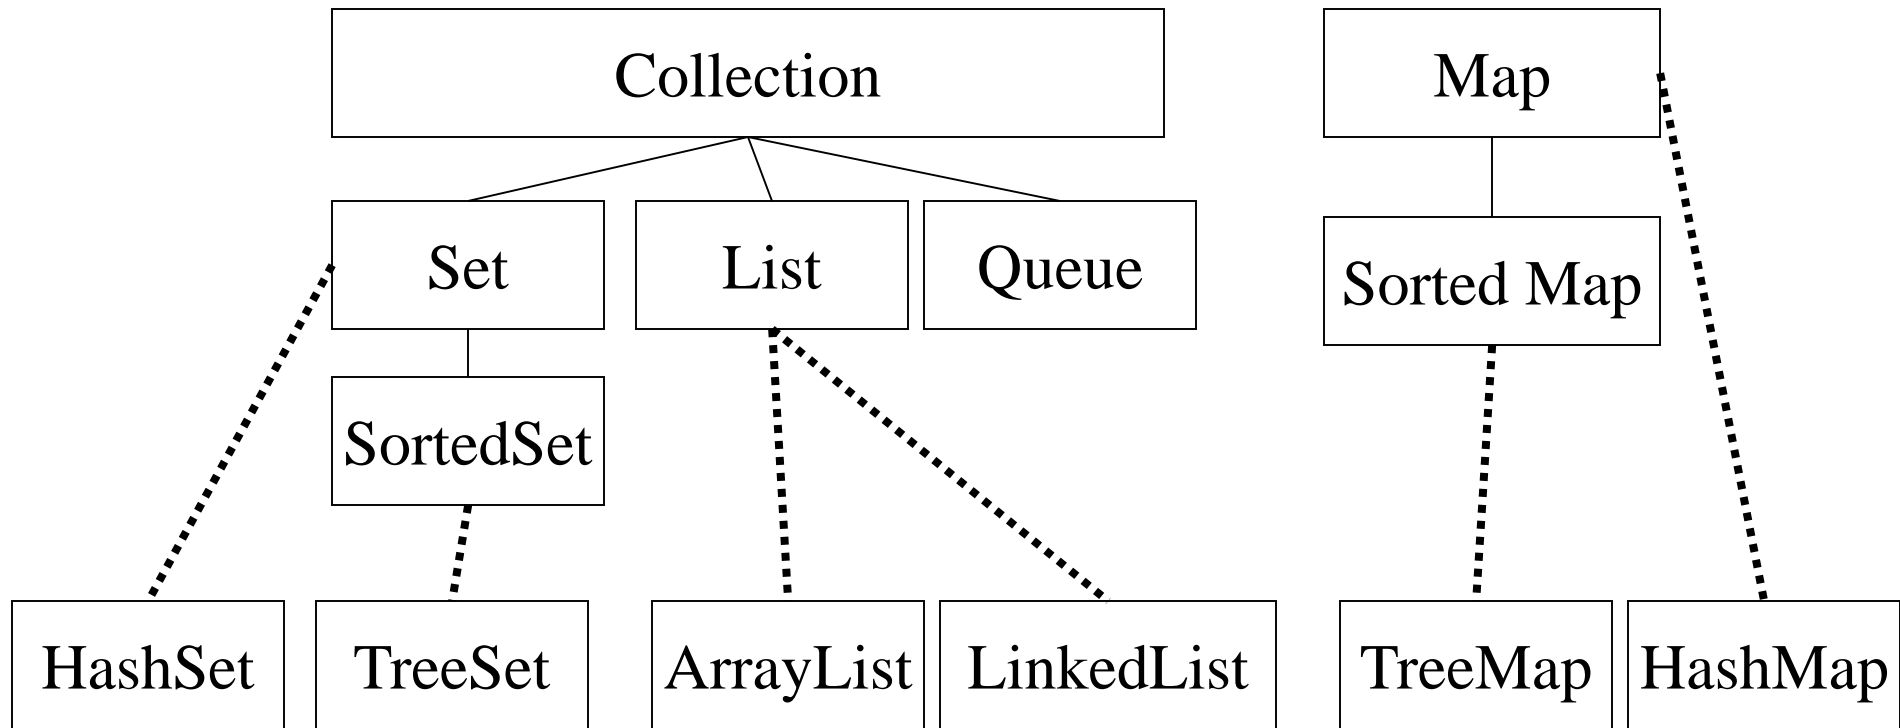 Collection
Map
Set
List
Queue
Sorted Map
SortedSet
HashSet
TreeSet
ArrayList
LinkedList
TreeMap
HashMap